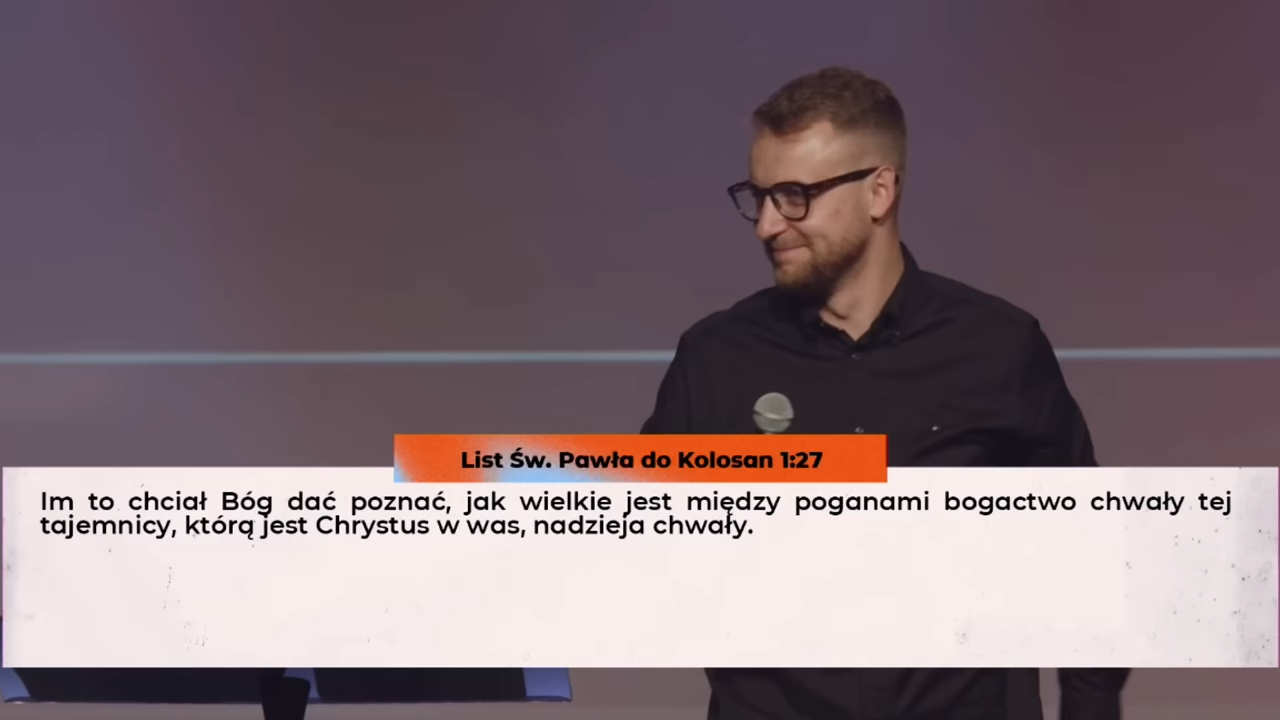 List Św. Pawła do Kolosan 1:27
Im to chciał Bóg dać poznać, jak wielkie jest między poganami bogactwo chwały tej
tajemnicy, którą jest Chrystus w was, nadzieja chwały.